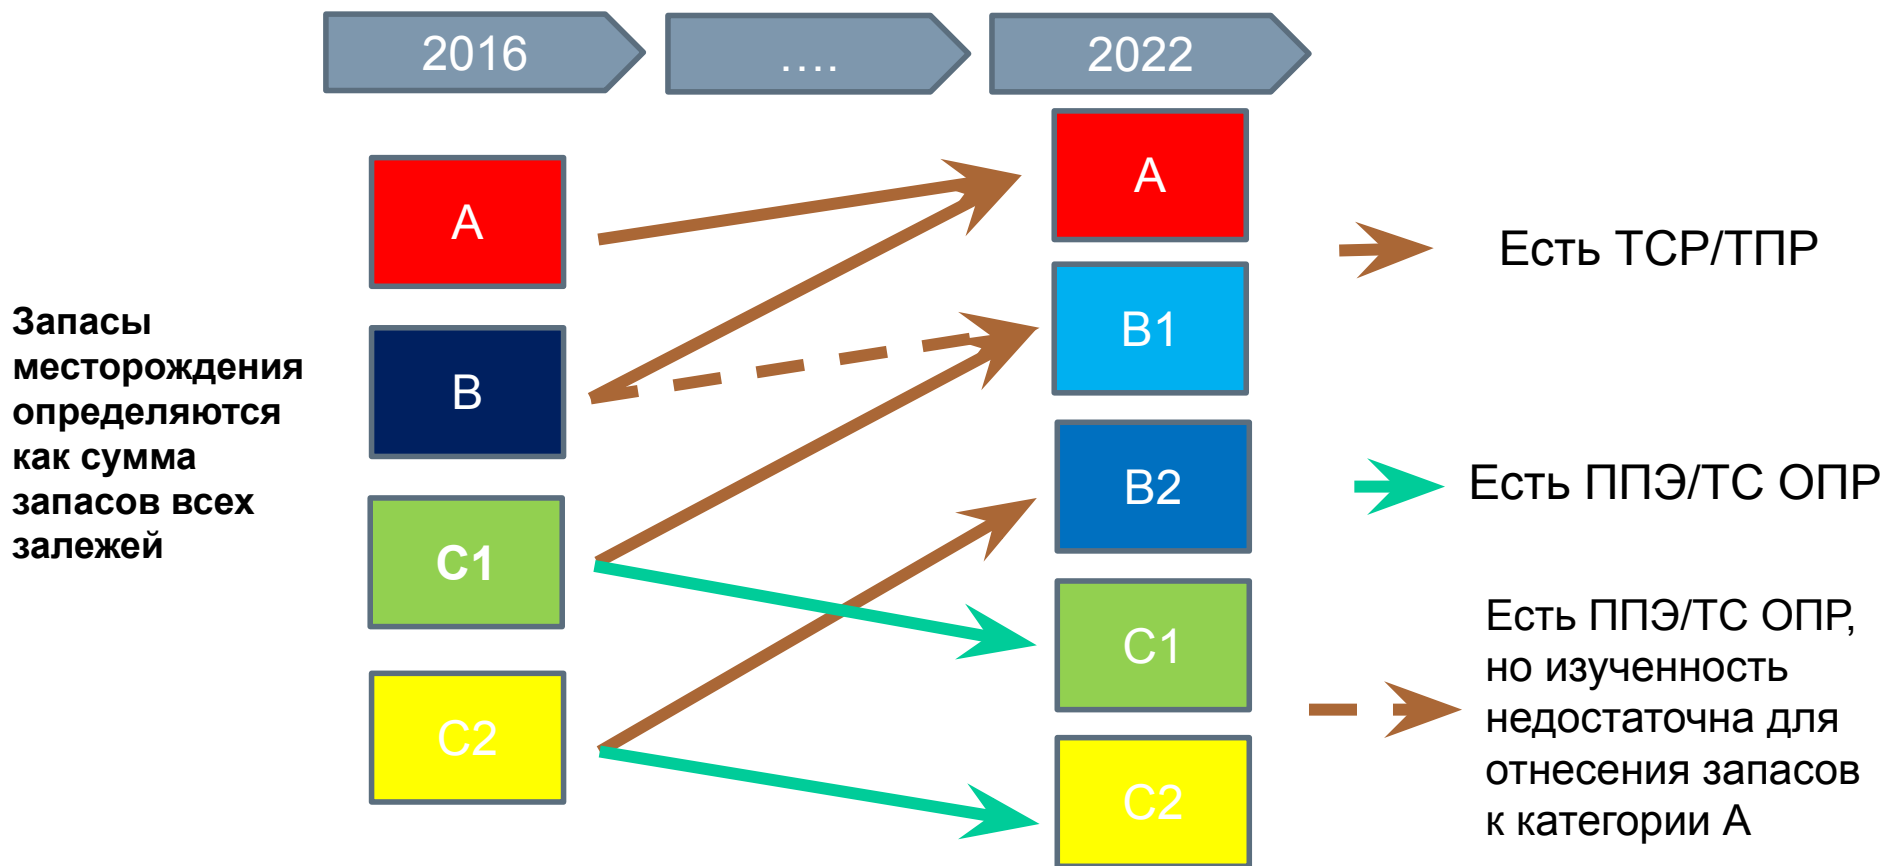 2016
....
2022
Запасы
месторождения
определяются
как сумма
запасов всех
залежей
А
В
С1
С2
А
В1
В2
С1
С2
Есть ТСР/ТПР
Есть ППЭ/ТС ОПР
Есть ППЭ/ТС ОПР,
но изученность
недостаточна для
отнесения запасов
к категории А